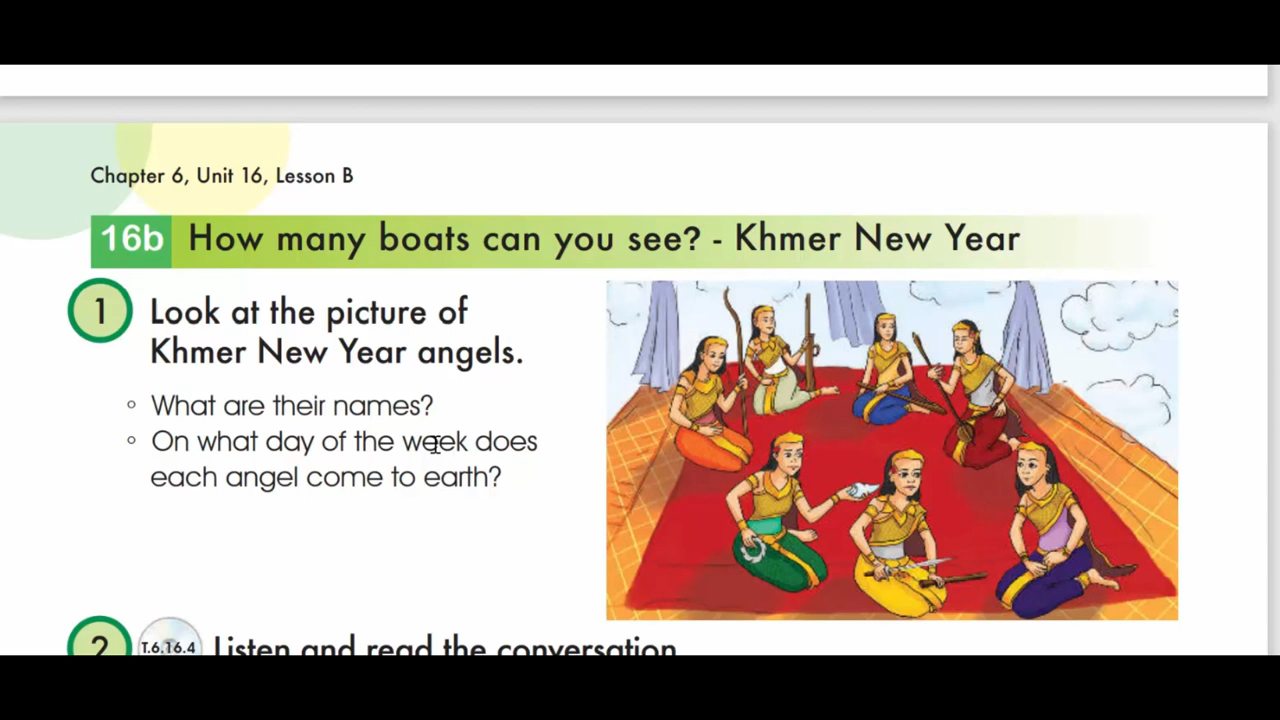 Chapter 6, Unit 16, Lesson B
16b How many boats can you see? - Khmer New Year
1 Look at the picture of
Khmer New Year angels.
◦ What are their names?
◦ On what day of the week does
each angel come to earth?
2 T.6.16.4 Listen and read the conversation